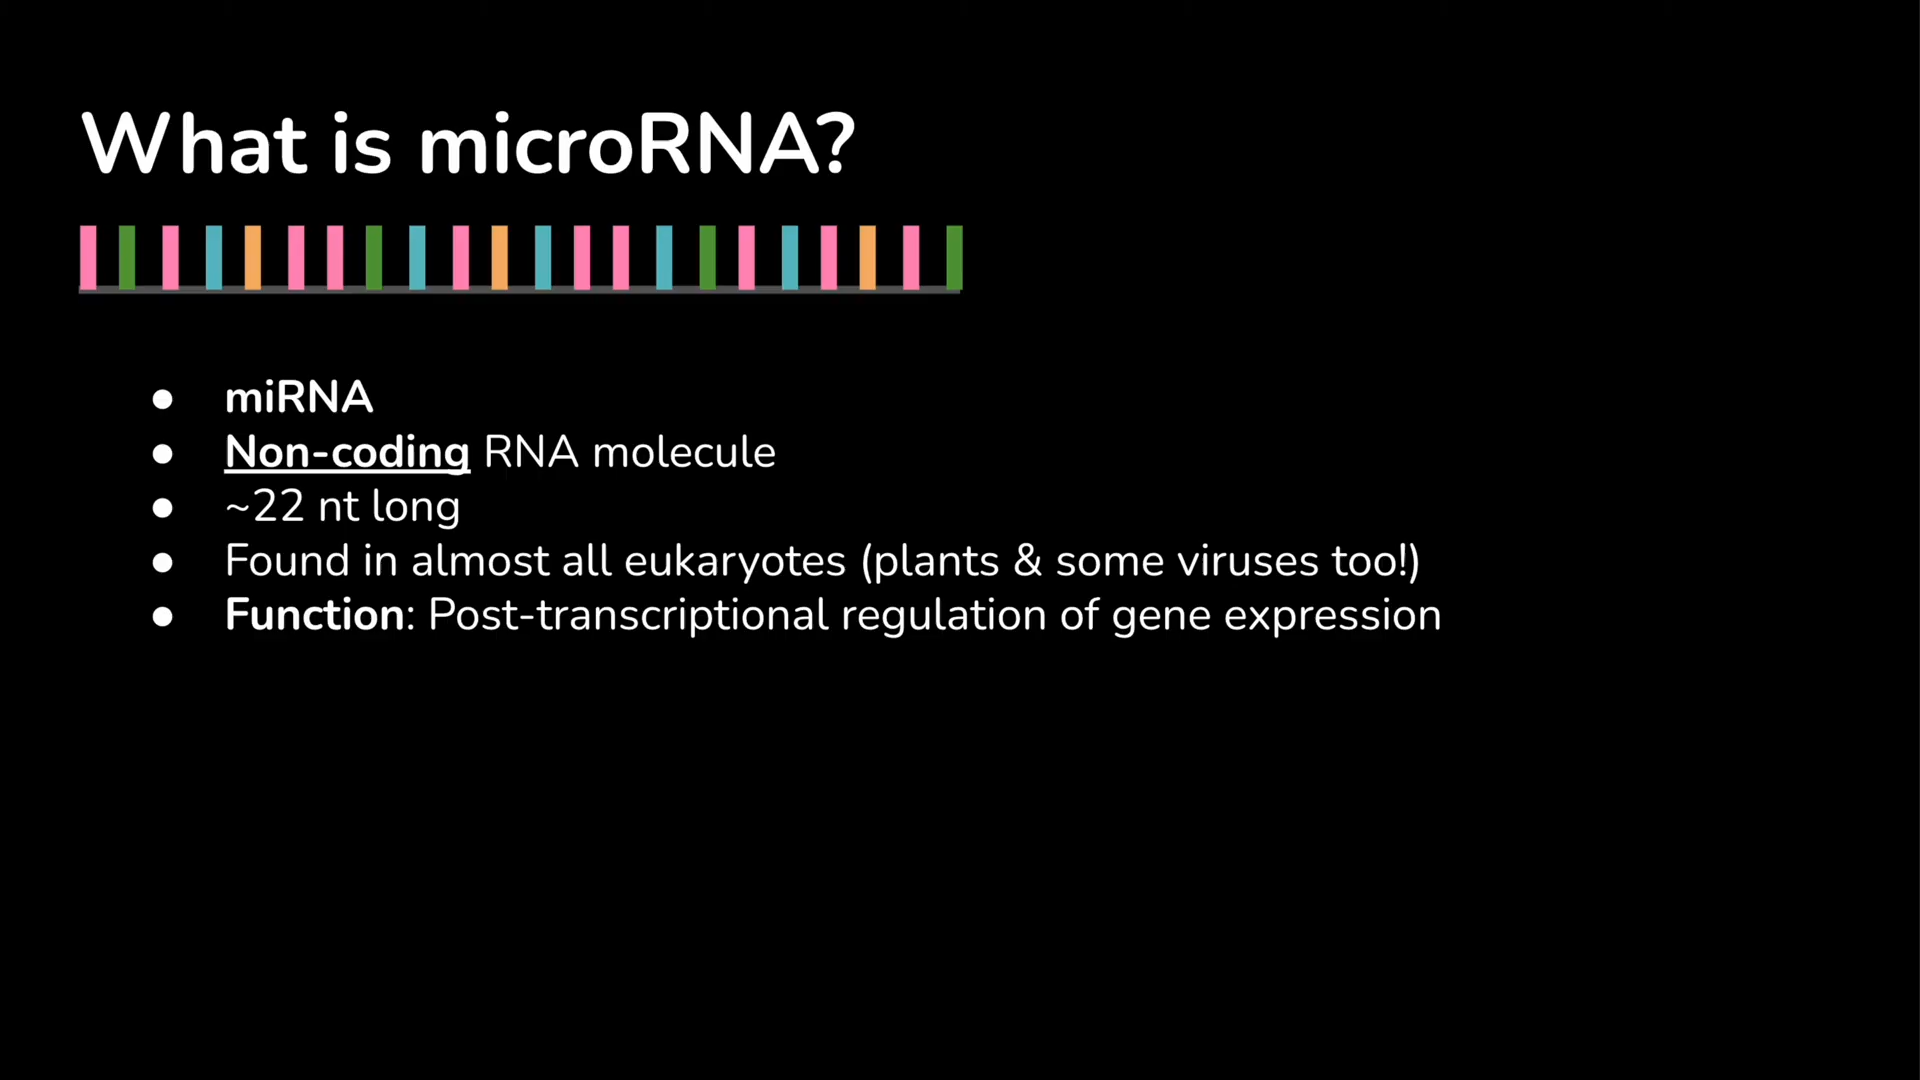 What is microRNA?
● miRNA
● Non-coding RNA molecule
● ~22 nt long
● Found in almost all eukaryotes (plants & some viruses too!)
● Function: Post-transcriptional regulation of gene expression